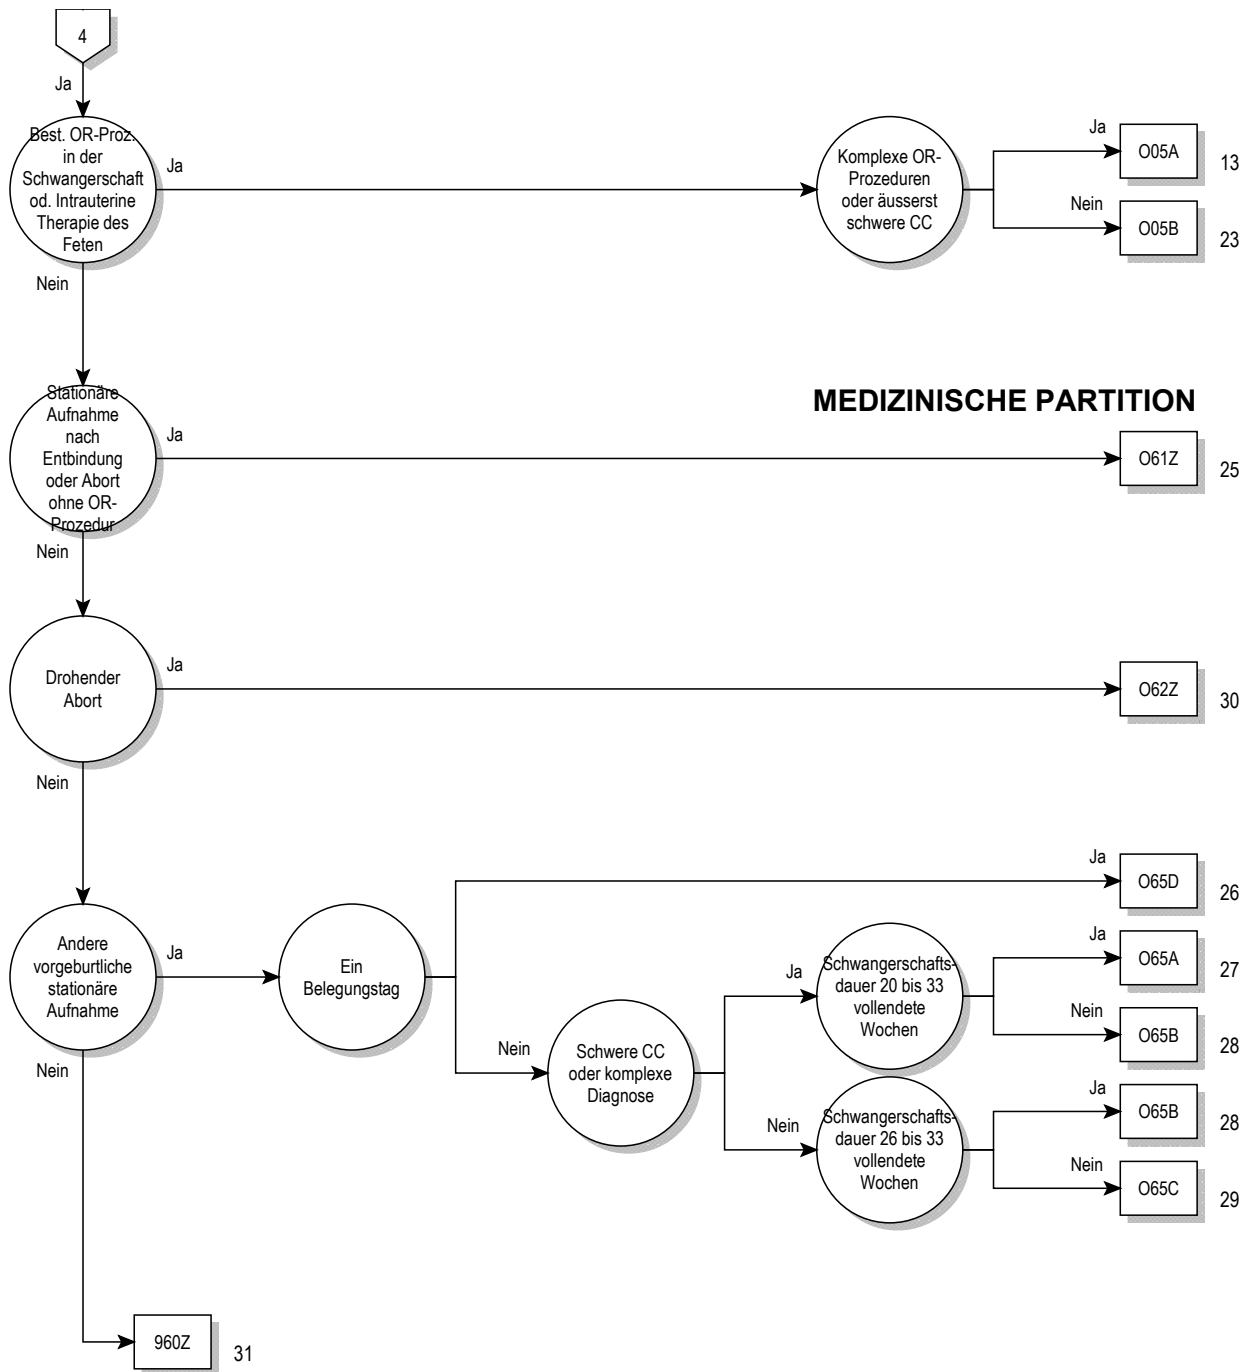 4
Ja
Best. OR-Proz.
in der
Schwangerschaft
od. Intrauterine
Therapie des
Feten
Ja
Komplexe OR-
Prozeduren
oder äusserst
schwere CC
Ja
O05A
13
Nein
O05B
23
Nein
MEDIZINISCHE PARTITION
Stationäre
Aufnahme
nach
Entbindung
oder Abort
ohne OR-
Prozedur
Ja
O61Z
25
Nein
Drohender
Abort
Ja
O62Z
30
Nein
Andere
vorgeburtliche
stationäre
Aufnahme
Ja
Ein
Belegungstag
Ja
O65D
26
Nein
Schwere CC
oder komplexe
Diagnose
Ja
Schwangerschafts-
dauer 20 bis 33
vollendete
Wochen
Ja
O65A
27
Nein
O65B
28
Nein
Schwangerschafts-
dauer 26 bis 33
vollendete
Wochen
Ja
O65B
28
Nein
O65C
29
Nein
960Z
31